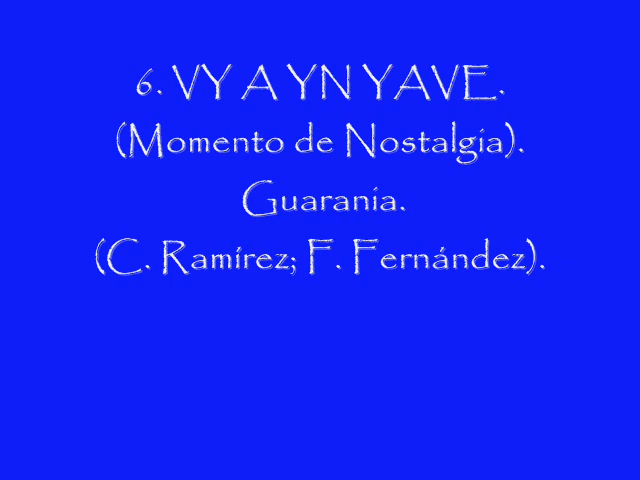 6. VY A YN YAVE.
(Momento de Nostalgia).
Guarania.
(C. Ramírez; F. Fernández).